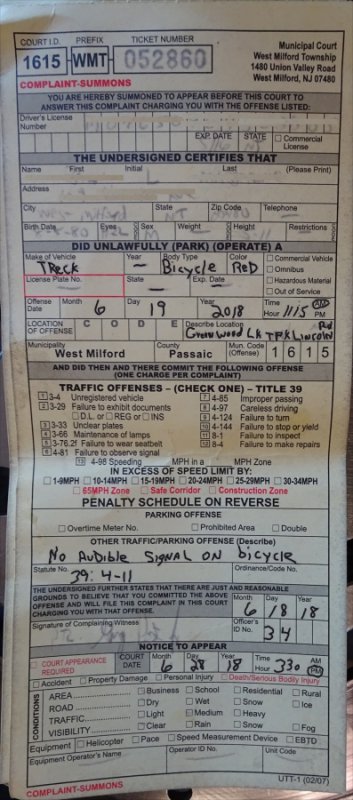 COURT I.D. PREFIX TICKET NUMBER
1615 WMT 052860
Municipal Court
West Milford Township
1480 Union Valley Road
West Milford, NJ 07480
COMPLAINT-SUMMONS
YOU ARE HEREBY SUMMONED TO APPEAR BEFORE THIS COURT TO
ANSWER THIS COMPLAINT CHARGING YOU WITH THE OFFENSE LISTED:
Driver's License
Number
EXP. DATE STATE Commercial
License
THE UNDERSIGNED CERTIFIES THAT
Name First Initial Last (Please Print)
Address
City State Zip Code Telephone
Birth Date Eyes Sex Weight Height Restrictions
DID UNLAWFULLY (PARK) (OPERATE) A
Make of Vehicle Year Body Type Color Commercial Vehicle
TReck - Bicycle ReD Omnibus
License Plate No. State Exp. Date Hazardous Material
- - - Out of Service
Offense Date Month Day Year Time AM
6 19 2018 Hour 1115 PM
LOCATION OF OFFENSE C O D E Describe Location
Greenwood LK TPK LINCOLN
Municipality County Mun. Code (Offense)
West Milford Passaic 1 6 1 5
AND DID THEN AND THERE COMMIT THE FOLLOWING OFFENSE
(ONE CHARGE PER COMPLAINT)
TRAFFIC OFFENSES – (CHECK ONE) – TITLE 39
1 3-4 Unregistered vehicle
2 3-29 Failure to exhibit documents
D.L. or REG or INS
3 3-33 Unclear plates
4 3-66 Maintenance of lamps
5 3-76.2f Failure to wear seatbelt
6 4-81 Failure to observe signal
7 4-85 Improper passing
8 4-97 Careless driving
9 4-124 Failure to turn
10 4-144 Failure to stop or yield
11 8-1 Failure to inspect
12 8-4 Failure to make repairs
13 4-98 Speeding MPH in a MPH Zone
IN EXCESS OF SPEED LIMIT BY:
1-9MPH 10-14MPH 15-19MPH 20-24MPH 25-29MPH 30-34MPH
65MPH Zone Safe Corridor Construction Zone
PENALTY SCHEDULE ON REVERSE
PARKING OFFENSE
Overtime Meter No. Prohibited Area Double
OTHER TRAFFIC/PARKING OFFENSE (Describe)
No Audible Signal on bicycle
Statute No. Ordinance/Code No.
39:4-11
THE UNDERSIGNED FURTHER STATES THAT THERE ARE JUST AND REASONABLE
GROUNDS TO BELIEVE THAT YOU COMMITTED THE ABOVE
OFFENSE AND WILL FILE THIS COMPLAINT IN THIS COURT
CHARGING YOU WITH THAT OFFENSE.
Month Day Year
6 18 18
Signature of Complaining Witness
Officer's
I.D. No. 34
NOTICE TO APPEAR
COURT APPEARANCE
REQUIRED
COURT
DATE
Month Day Year Time AM
6 28 18 Hour 330 PM
Accident Property Damage Personal Injury Death/Serious Bodily Injury
CONDITIONS
AREA Business School Residential Rural
ROAD Dry Wet Snow Ice
TRAFFIC Light Medium Heavy
VISIBILITY Clear Rain Snow Fog
Equipment Helicopter Pace Speed Measurement Device EBTD
Equipment Operator's Name Operator ID No. Unit Code
COMPLAINT-SUMMONS UTT-1 (02/07)